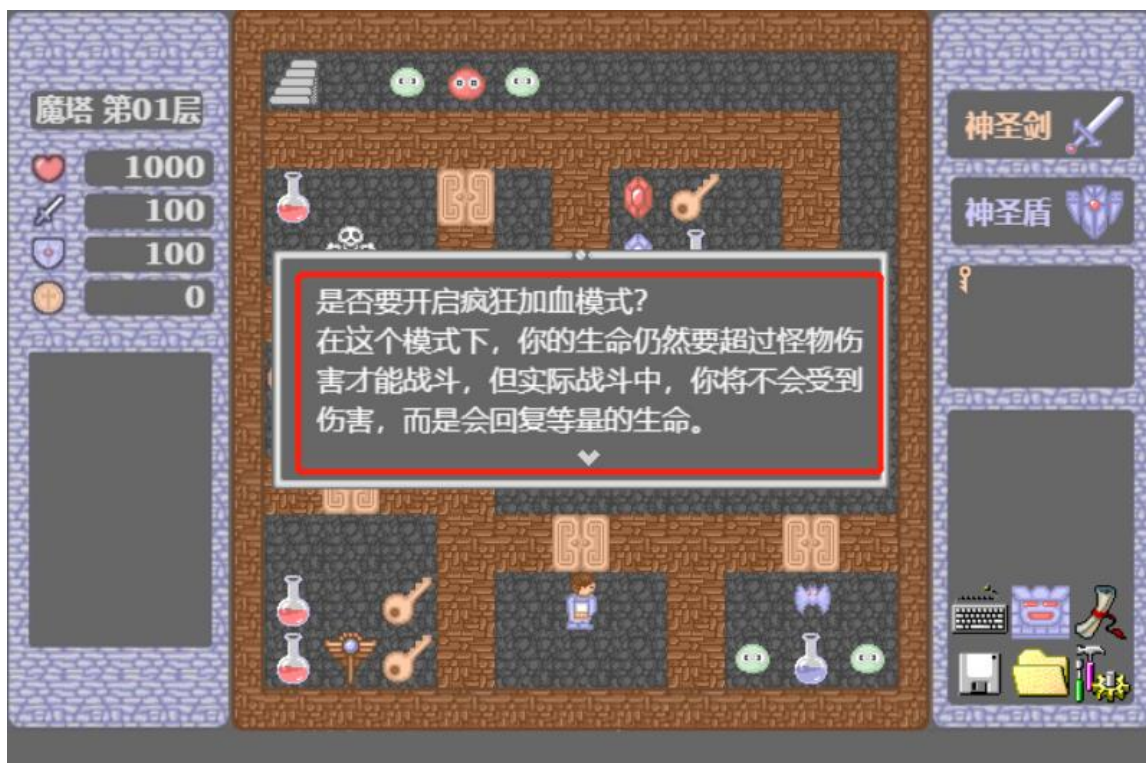 魔塔 第01层
1000
100
100
0
神圣剑
神圣盾
是否要开启疯狂加血模式?
在这个模式下，你的生命仍然要超过怪物伤
害才能战斗，但实际战斗中，你将不会受到
伤害，而是会回复等量的生命。